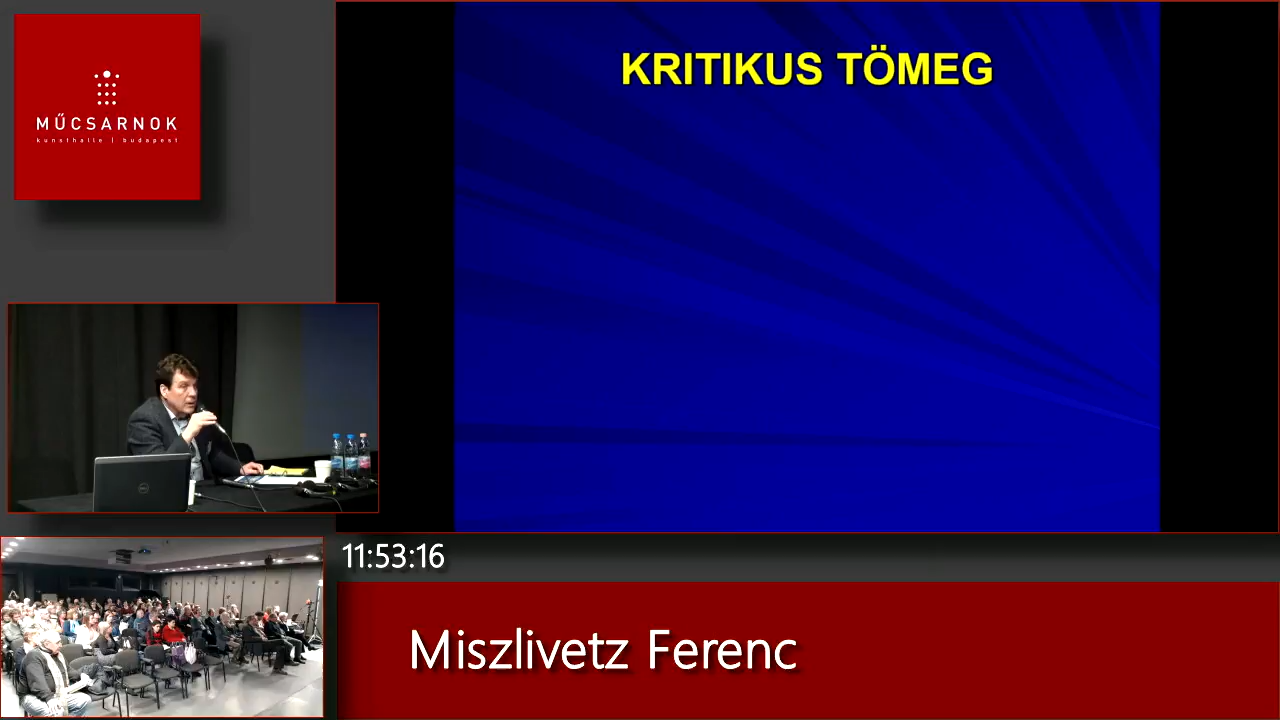 MŰCSARNOK
kunsthalle | budapest
KRITIKUS TÖMEG
11:53:16
Miszlivetz Ferenc